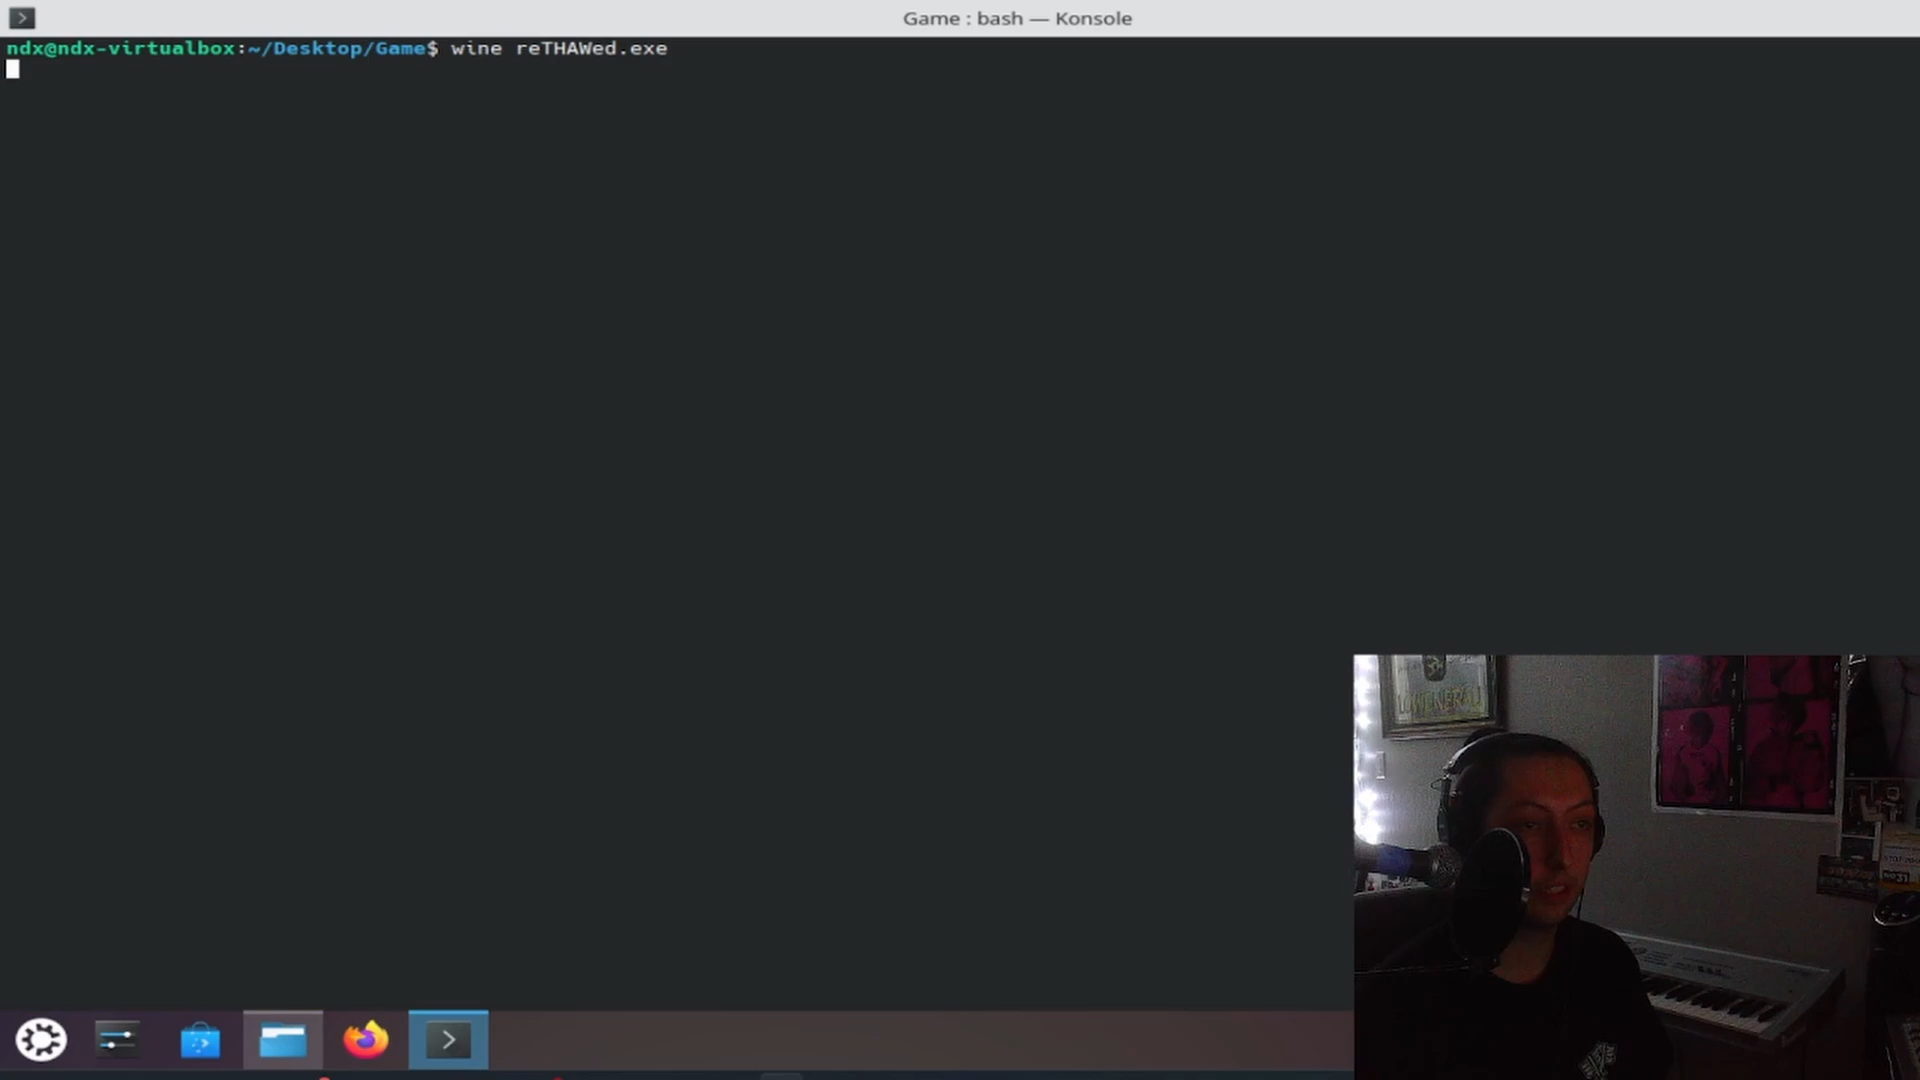 Game : bash — Konsole
ndx@ndx-virtualbox:~/Desktop/Game$ wine reTHAWed.exe